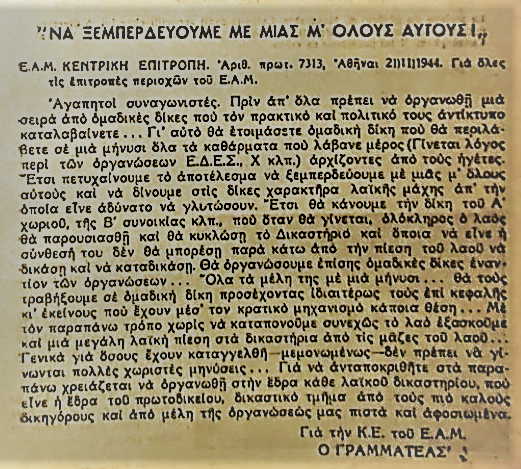 "ΝΑ ΞΕΜΠΕΡΔΕΥΟΥΜΕ ΜΕ ΜΙΑΣ Μ' ΟΛΟΥΣ ΑΥΤΟΥΣ!„
Ε.Α.Μ. ΚΕΝΤΡΙΚΗ ΕΠΙΤΡΟΠΗ. Ἀριθ. πρωτ. 7313, Ἀθῆναι 21)11)1944. Γιὰ ὅλες
τὶς ἐπιτροπὲς περιοχῶν τοῦ Ε.Α.Μ.
Ἀγαπητοὶ συναγωνιστές. Πρὶν ἀπ' ὅλα πρέπει νὰ ὀργανωθῇ μιὰ
σειρὰ ἀπὸ ὁμαδικὲς δίκες ποὺ τὸν πρακτικὸ καὶ πολιτικό τους ἀντίκτυπο
καταλαβαίνετε... Γι' αὐτὸ θὰ ἑτοιμάσετε ὁμαδικὴ δίκη ποὺ θὰ περιλά-
βετε σὲ μιὰ μήνυσι ὅλα τὰ καθάρματα ποὺ λάβανε μέρος (Γίνεται λόγος
περὶ τῶν ὀργανώσεων Ε.Δ.Ε.Σ., Χ κλπ.) ἀρχίζοντες ἀπὸ τοὺς ἡγέτες.
Ἔτσι πετυχαίνουμε τὸ ἀποτέλεσμα νὰ ξεμπερδεύουμε μὲ μιᾶς μ' ὅλους
αὐτοὺς καὶ νὰ δίνουμε στὶς δίκες χαρακτῆρα λαϊκῆς μάχης ἀπ' τὴν
ὁποία εἶνε ἀδύνατο νὰ γλυτώσουν. Ἔτσι θὰ κάνουμε τὴν δίκη τοῦ Α'
χωριοῦ, τῆς Β' συνοικίας κλπ., ποὺ ὅταν θὰ γίνεται, ὁλόκληρος ὁ λαὸς
θὰ παρουσιασθῇ καὶ θὰ κυκλώσῃ τὸ Δικαστήριο καὶ ὅποια νὰ εἶνε ἡ
σύνθεσή του δὲν θὰ μπορέσῃ παρὰ κάτω ἀπὸ τὴν πίεση τοῦ λαοῦ νὰ
δικάσῃ καὶ νὰ καταδικάσῃ. Θὰ ὀργανώσουμε ἐπίσης ὁμαδικὲς δίκες ἐναν-
τίον τῶν ὀργανώσεων... Ὅλα τὰ μέλη της μὲ μιὰ μήνυσι... θὰ τοὺς
τραβήξουμε σὲ ὁμαδικὴ δίκη προσέχοντας ἰδιαιτέρως τοὺς ἐπὶ κεφαλῆς
κι' ἐκείνους ποὺ ἔχουν μέσ' τὸν κρατικὸ μηχανισμὸ κάποια θέση... Μὲ
τὸν παραπάνω τρόπο χωρὶς νὰ καταπονοῦμε συνεχῶς τὸ λαὸ ἐξασκοῦμε
καὶ μιὰ μεγάλη λαϊκὴ πίεση στὰ δικαστήρια ἀπὸ τὶς μάζες τοῦ λαοῦ...
Γενικὰ γιὰ ὅσους ἔχουν καταγγελθῆ —μεμονωμένως—δὲν πρέπει νὰ γί-
νωνται πολλὲς χωριστὲς μηνύσεις... Γιὰ νὰ ἀνταποκριθῆτε στὰ παρα-
πάνω χρειάζεται νὰ ὀργανωθῇ στὴν ἕδρα κάθε λαϊκοῦ δικαστηρίου, ποὺ
εἶνε ἡ ἕδρα τοῦ πρωτοδικείου, δικαστικὸ τμῆμα ἀπὸ τοὺς πιὸ καλοὺς
δικηγόρους καὶ ἀπὸ μέλη τῆς ὀργανώσεώς μας πιστὰ καὶ ἀφοσιωμένα.
Γιὰ τὴν Κ.Ε. τοῦ Ε.Α.Μ.
Ο ΓΡΑΜΜΑΤΕΑΣ